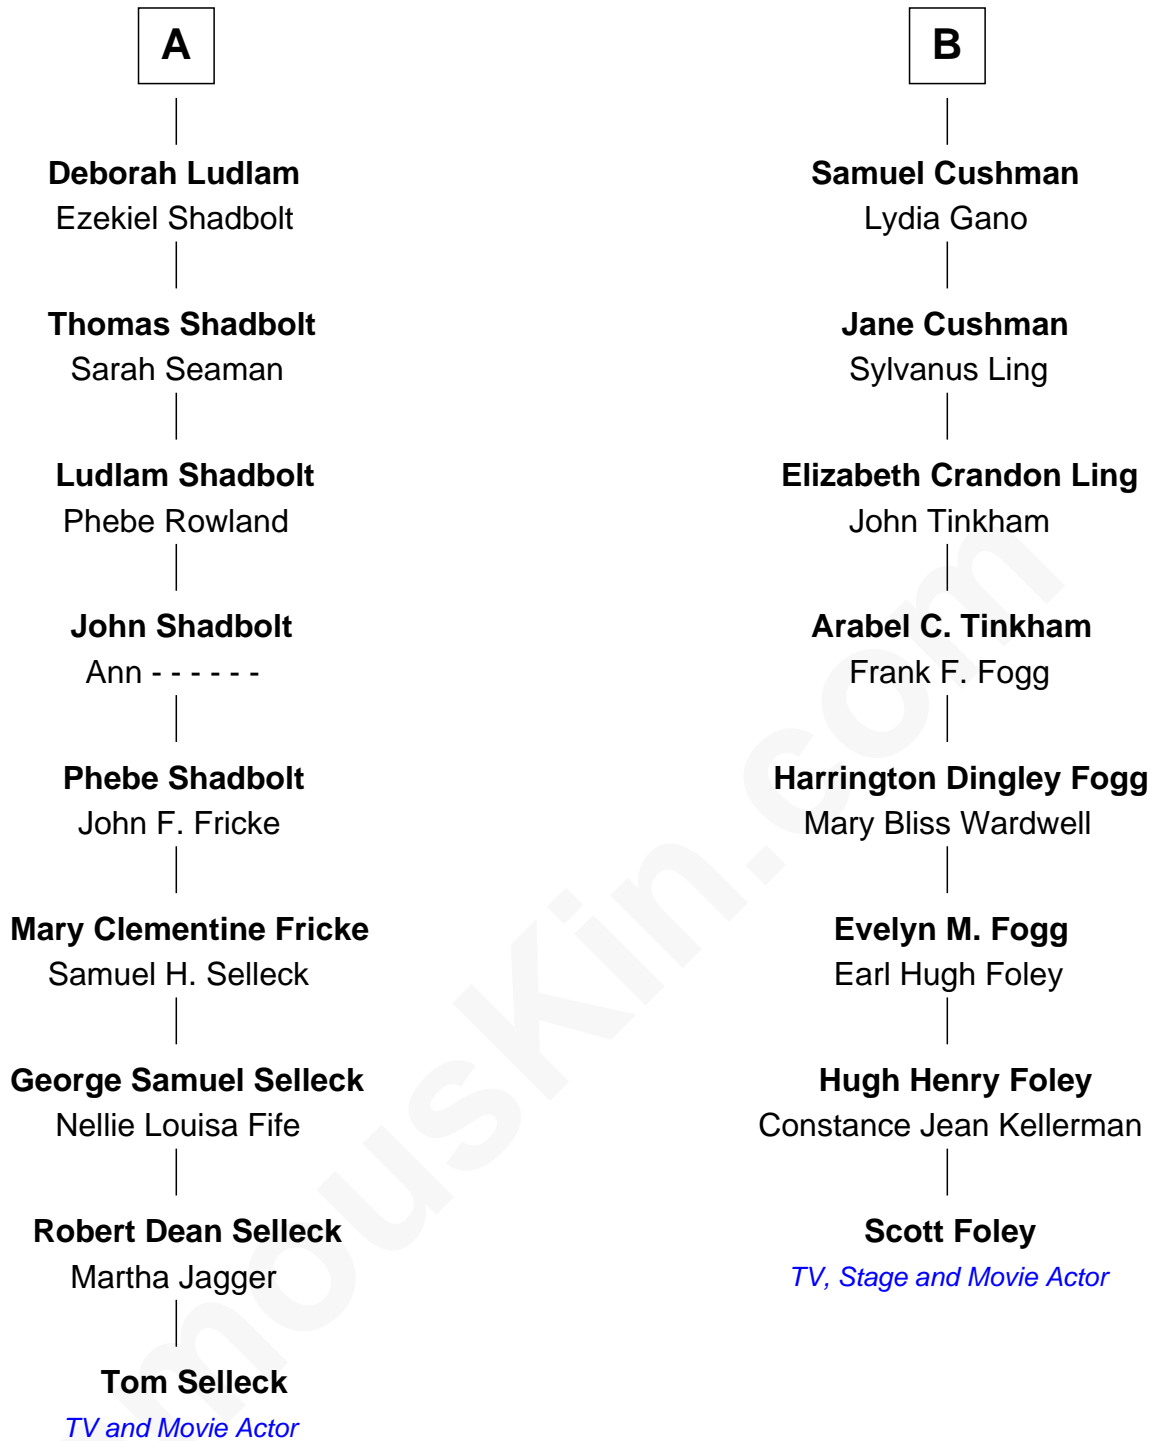 A
Deborah Ludlam
Ezekiel Shadbolt
Thomas Shadbolt
Sarah Seaman
Ludlam Shadbolt
Phebe Rowland
John Shadbolt
Ann - - - - - -
Phebe Shadbolt
John F. Fricke
Mary Clementine Fricke
Samuel H. Selleck
George Samuel Selleck
Nellie Louisa Fife
Robert Dean Selleck
Martha Jagger
Tom Selleck
TV and Movie Actor
B
Samuel Cushman
Lydia Gano
Jane Cushman
Sylvanus Ling
Elizabeth Crandon Ling
John Tinkham
Arabel C. Tinkham
Frank F. Fogg
Harrington Dingley Fogg
Mary Bliss Wardwell
Evelyn M. Fogg
Earl Hugh Foley
Hugh Henry Foley
Constance Jean Kellerman
Scott Foley
TV, Stage and Movie Actor
mousKin.com